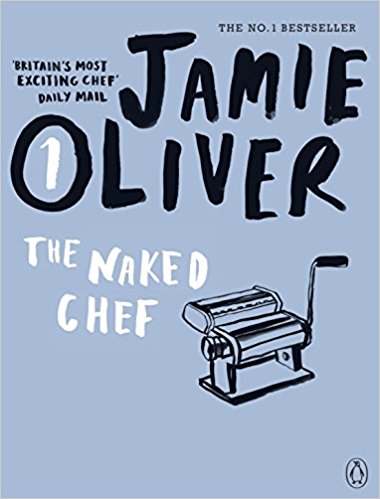 THE NO.1 BESTSELLER
'BRITAIN'S MOST
EXCITING CHEF'
DAILY MAIL
JAMIE
OLIVER
1
THE NAKED
CHEF